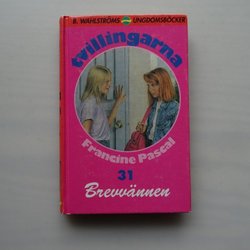 B. WAHLSTRÖMS UNGDOMSBÖCKER
tvillingarna
Francine Pascal
31
Brevvännen